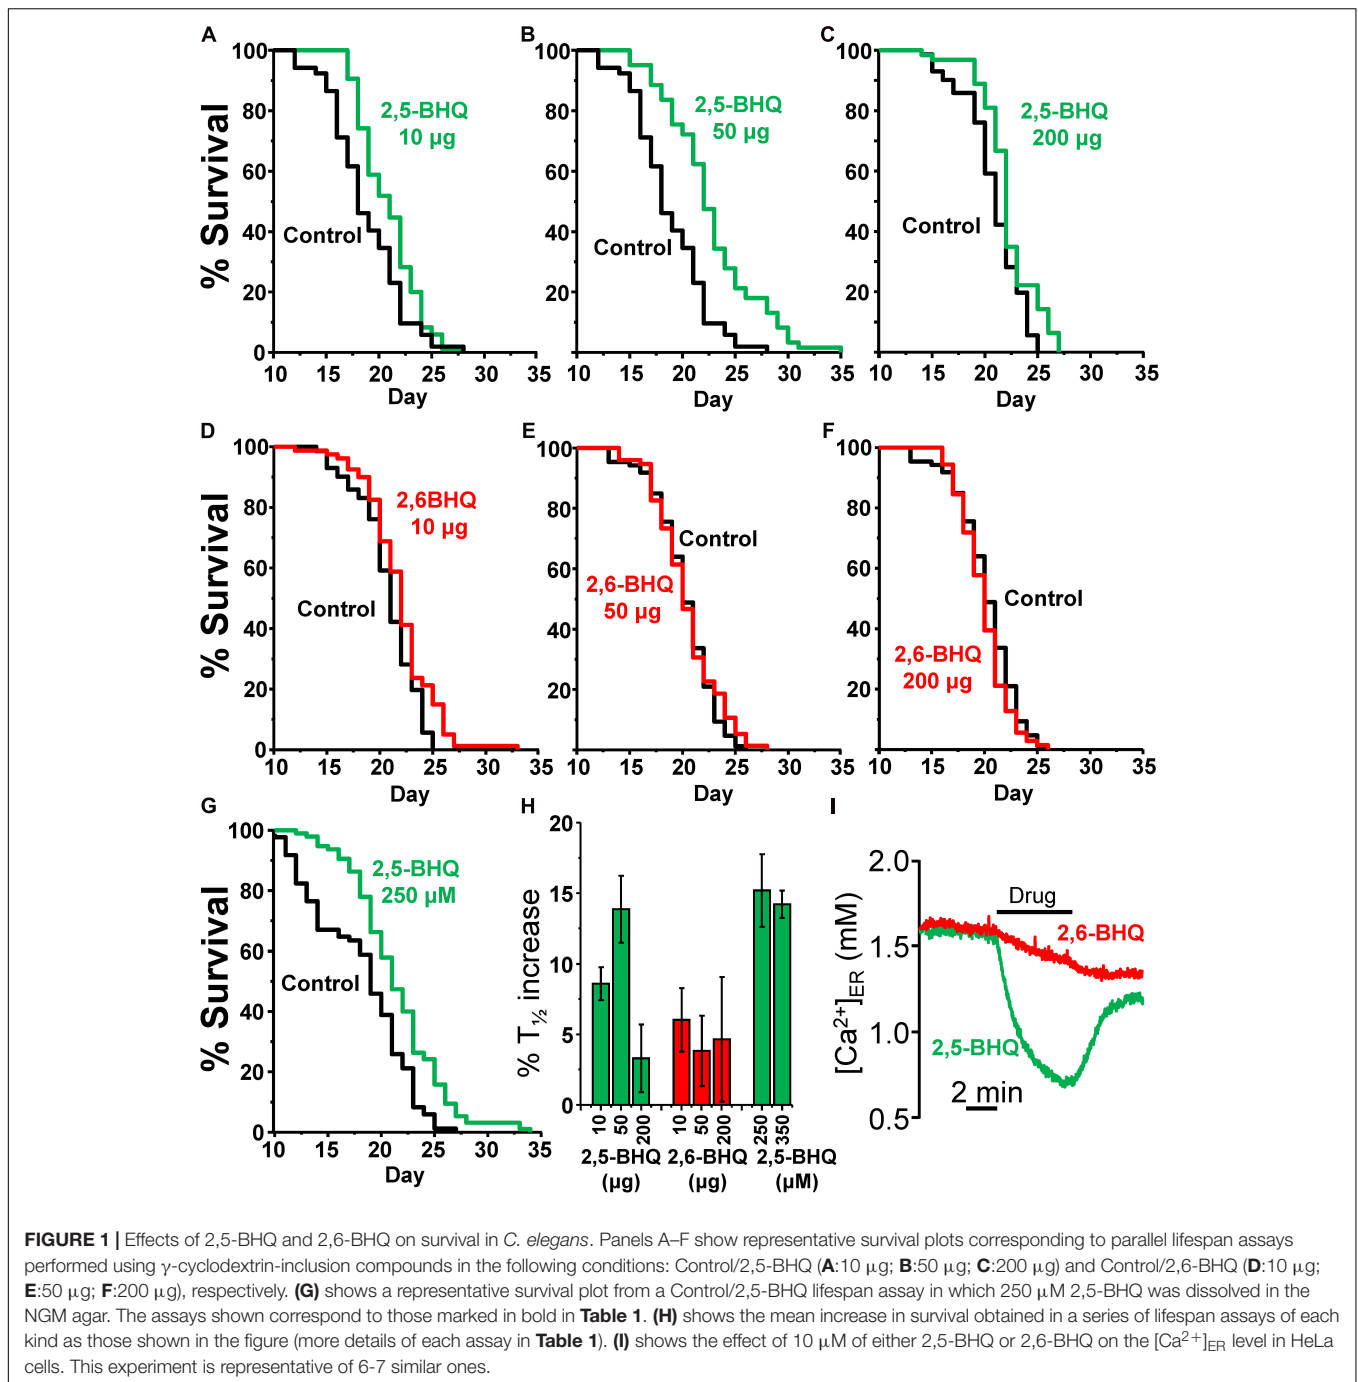 A
B
C
100
80
60
40
20
0
% Survival
2,5-BHQ
10 µg
Control
10 15 20 25 30 35
Day
100
80
60
40
20
0
2,5-BHQ
50 µg
Control
10 15 20 25 30 35
Day
100
80
60
40
20
0
2,5-BHQ
200 µg
Control
10 15 20 25 30 35
Day
D
E
F
100
80
60
40
20
0
% Survival
2,6BHQ
10 µg
Control
10 15 20 25 30 35
Day
100
80
60
40
20
0
Control
2,6-BHQ
50 µg
10 15 20 25 30 35
Day
100
80
60
40
20
0
Control
2,6-BHQ
200 µg
10 15 20 25 30 35
Day
G
H
I
100
80
60
40
20
0
% Survival
2,5-BHQ
250 µM
Control
10 15 20 25 30 35
Day
20
15
10
5
0
% T½ increase
10 50 200 10 50 200 250 350
2,5-BHQ 2,6-BHQ 2,5-BHQ
(µg) (µg) (µM)
2.0
1.5
1.0
0.5
[Ca2+]ER (mM)
Drug
2,6-BHQ
2,5-BHQ
2 min
FIGURE 1 | Effects of 2,5-BHQ and 2,6-BHQ on survival in C. elegans. Panels A–F show representative survival plots corresponding to parallel lifespan assays
performed using γ-cyclodextrin-inclusion compounds in the following conditions: Control/2,5-BHQ (A:10 µg; B:50 µg; C:200 µg) and Control/2,6-BHQ (D:10 µg;
E:50 µg; F:200 µg), respectively. (G) shows a representative survival plot from a Control/2,5-BHQ lifespan assay in which 250 µM 2,5-BHQ was dissolved in the
NGM agar. The assays shown correspond to those marked in bold in Table 1. (H) shows the mean increase in survival obtained in a series of lifespan assays of each
kind as those shown in the figure (more details of each assay in Table 1). (I) shows the effect of 10 µM of either 2,5-BHQ or 2,6-BHQ on the [Ca2+]ER level in HeLa
cells. This experiment is representative of 6-7 similar ones.